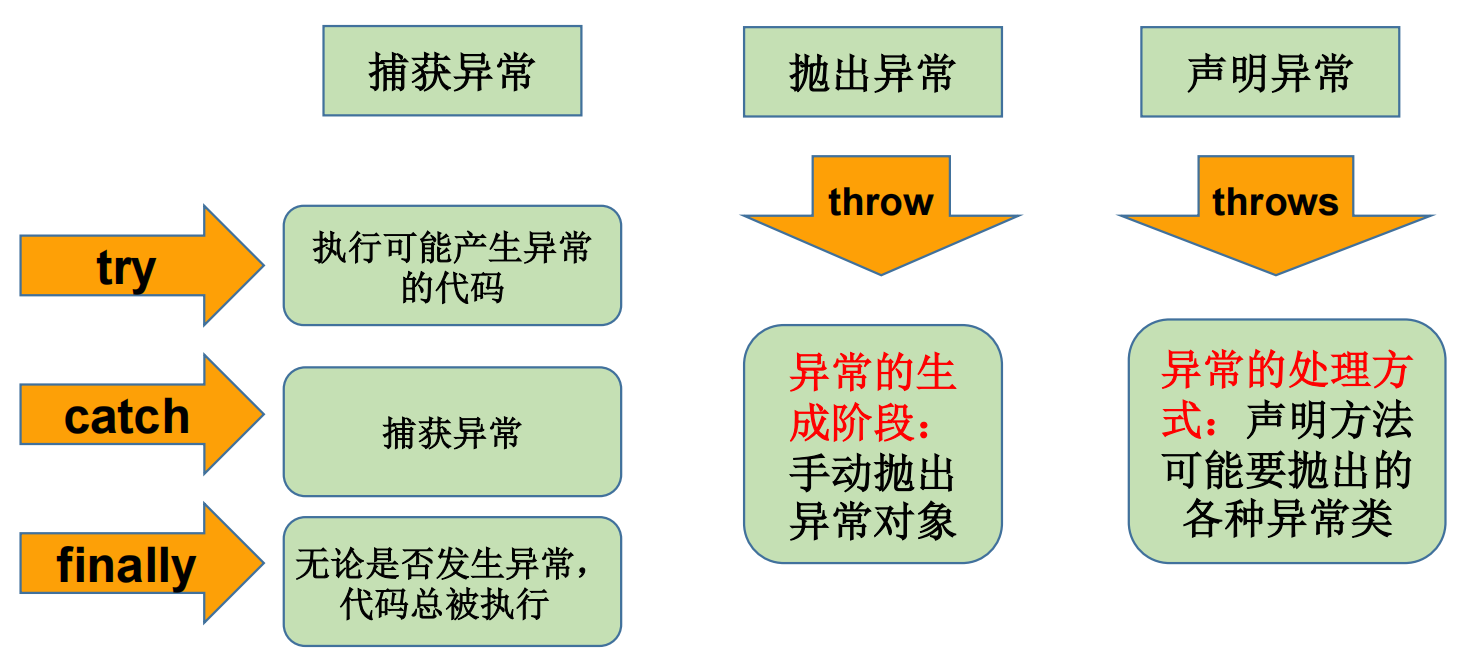 捕获异常
抛出异常
声明异常
try
执行可能产生异常
的代码
catch
捕获异常
finally
无论是否发生异常，
代码总被执行
throw
异常的生
成阶段：
手动抛出
异常对象
throws
异常的处理方
式：声明方法
可能要抛出的
各种异常类